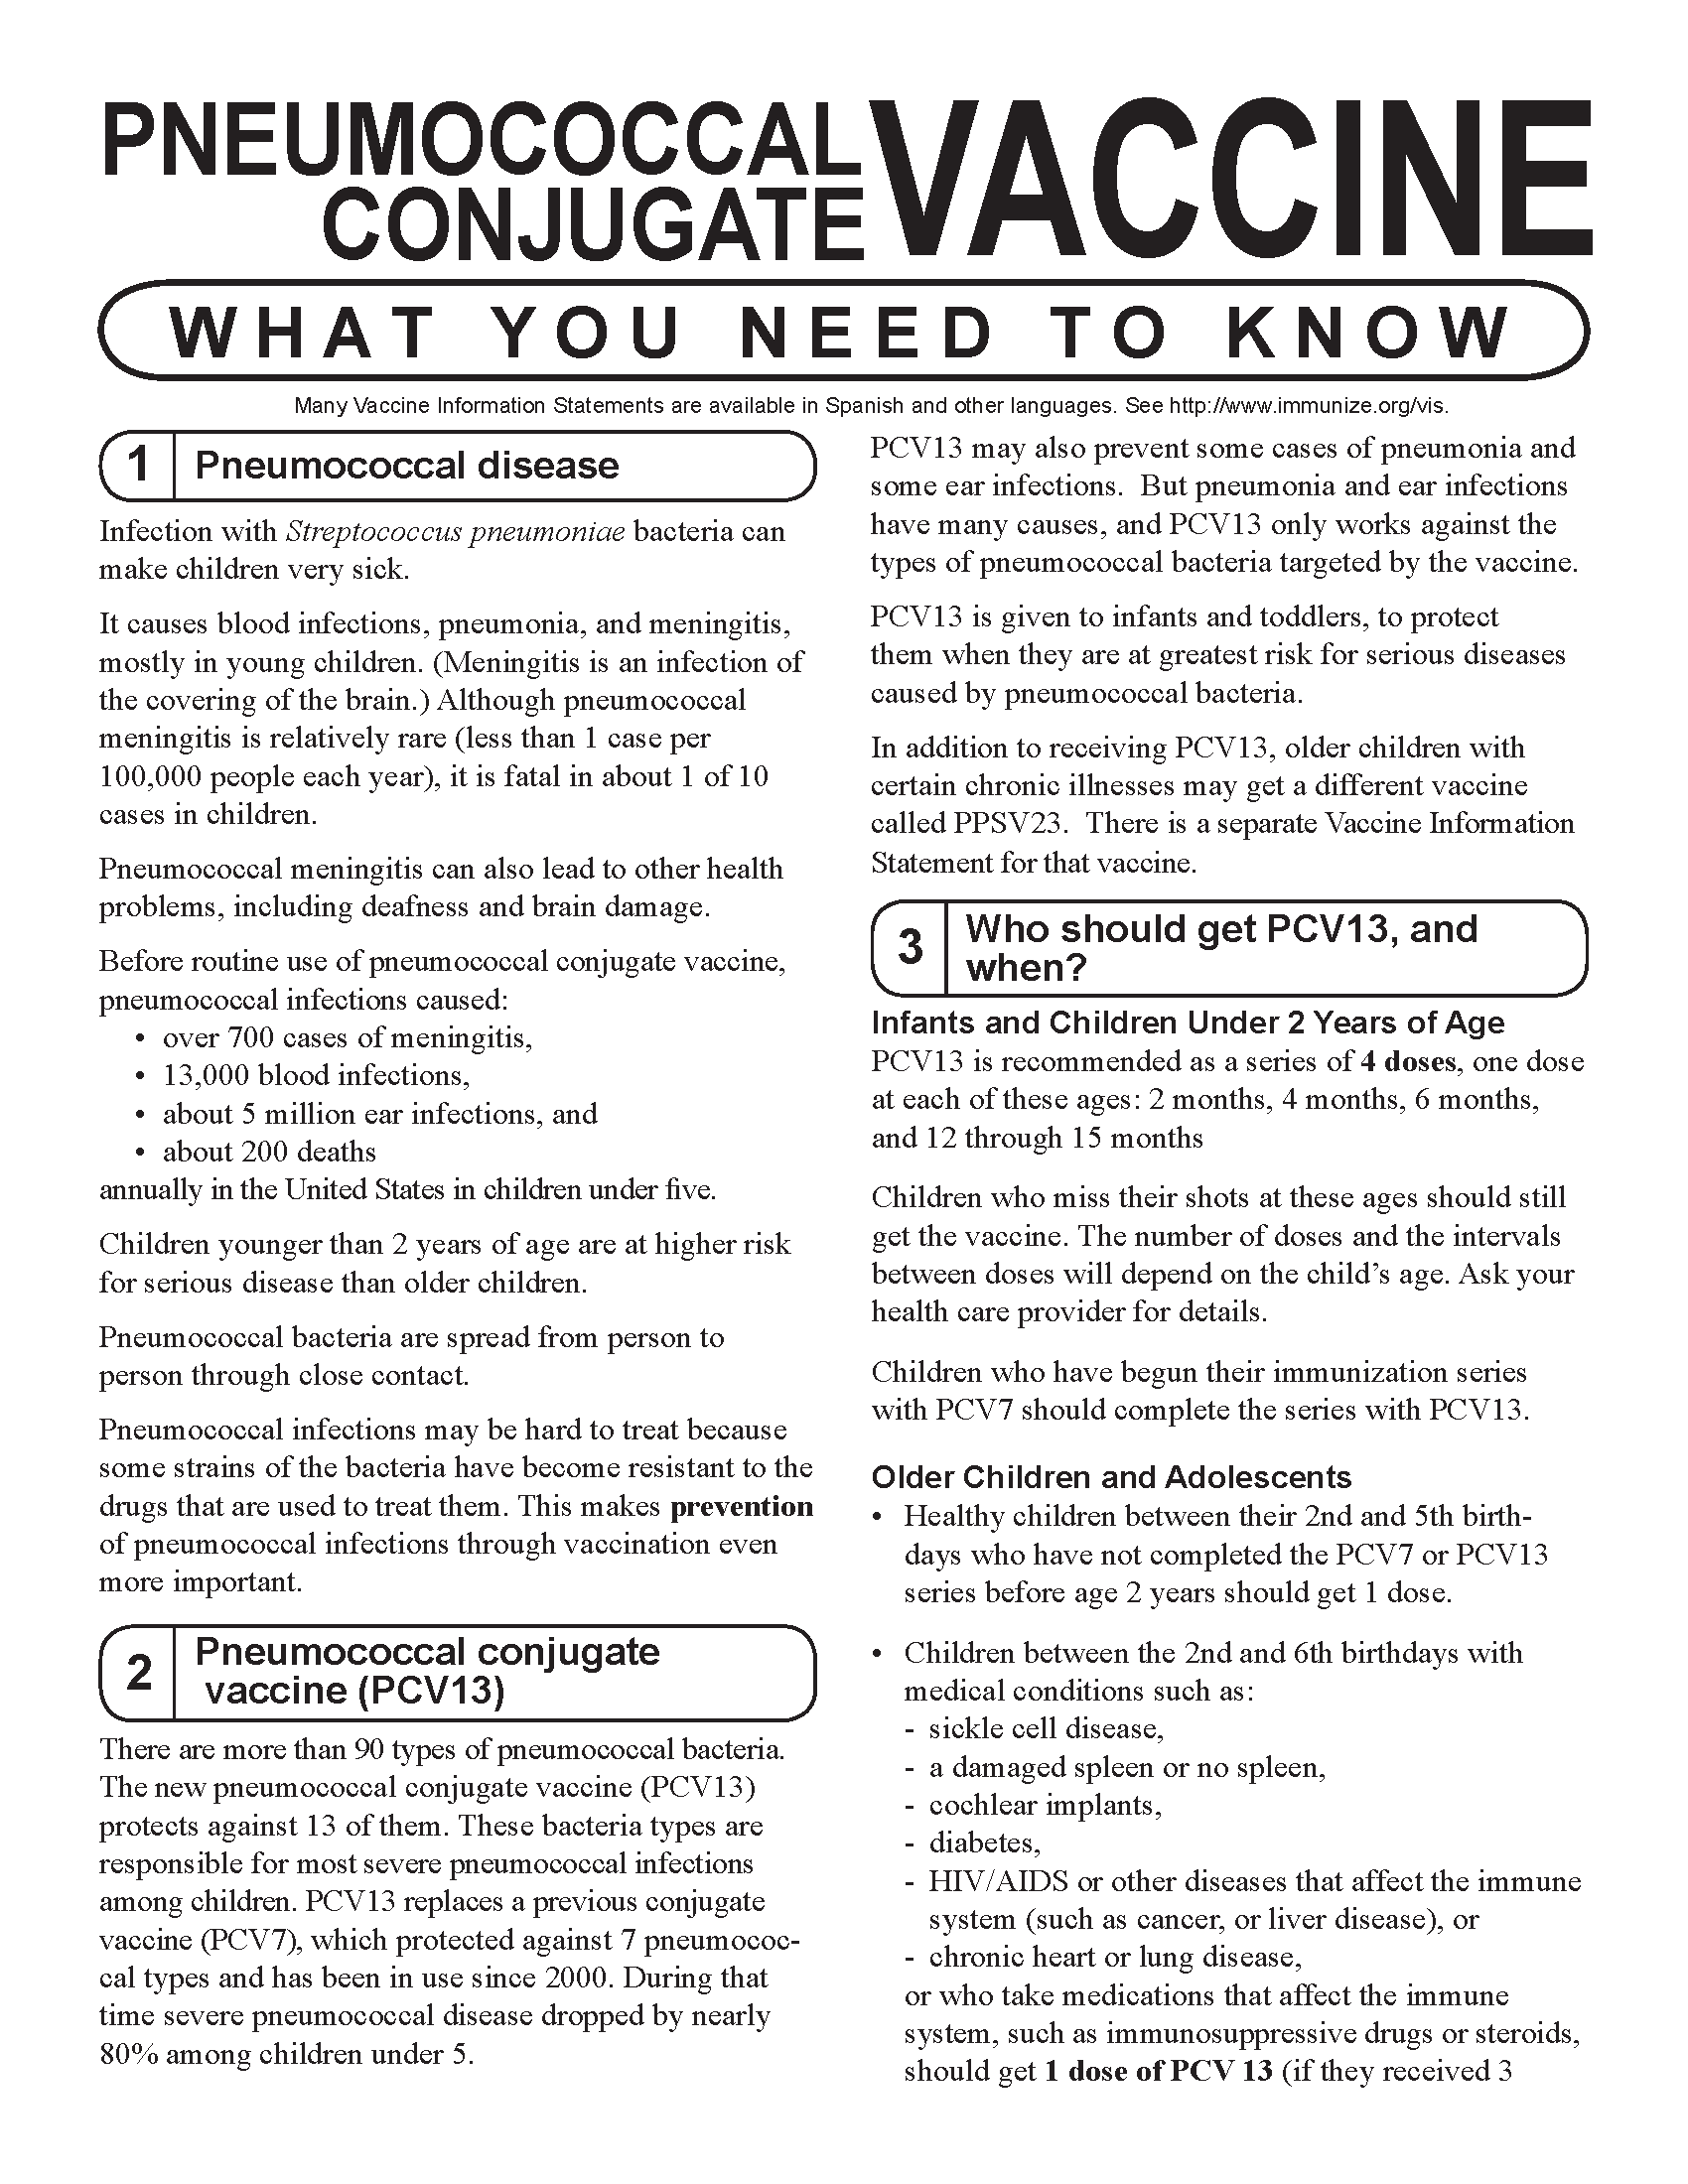 PNEUMOCOCCAL
CONJUGATE VACCINE
WHAT YOU NEED TO KNOW
Many Vaccine Information Statements are available in Spanish and other languages. See http://www.immunize.org/vis.
1 Pneumococcal disease
Infection with Streptococcus pneumoniae bacteria can
make children very sick.
It causes blood infections, pneumonia, and meningitis,
mostly in young children. (Meningitis is an infection of
the covering of the brain.) Although pneumococcal
meningitis is relatively rare (less than 1 case per
100,000 people each year), it is fatal in about 1 of 10
cases in children.
Pneumococcal meningitis can also lead to other health
problems, including deafness and brain damage.
Before routine use of pneumococcal conjugate vaccine,
pneumococcal infections caused:
• over 700 cases of meningitis,
• 13,000 blood infections,
• about 5 million ear infections, and
• about 200 deaths
annually in the United States in children under five.
Children younger than 2 years of age are at higher risk
for serious disease than older children.
Pneumococcal bacteria are spread from person to
person through close contact.
Pneumococcal infections may be hard to treat because
some strains of the bacteria have become resistant to the
drugs that are used to treat them. This makes prevention
of pneumococcal infections through vaccination even
more important.
2 Pneumococcal conjugate
vaccine (PCV13)
There are more than 90 types of pneumococcal bacteria.
The new pneumococcal conjugate vaccine (PCV13)
protects against 13 of them. These bacteria types are
responsible for most severe pneumococcal infections
among children. PCV13 replaces a previous conjugate
vaccine (PCV7), which protected against 7 pneumococ-
cal types and has been in use since 2000. During that
time severe pneumococcal disease dropped by nearly
80% among children under 5.
PCV13 may also prevent some cases of pneumonia and
some ear infections. But pneumonia and ear infections
have many causes, and PCV13 only works against the
types of pneumococcal bacteria targeted by the vaccine.
PCV13 is given to infants and toddlers, to protect
them when they are at greatest risk for serious diseases
caused by pneumococcal bacteria.
In addition to receiving PCV13, older children with
certain chronic illnesses may get a different vaccine
called PPSV23. There is a separate Vaccine Information
Statement for that vaccine.
3 Who should get PCV13, and
when?
Infants and Children Under 2 Years of Age
PCV13 is recommended as a series of 4 doses, one dose
at each of these ages: 2 months, 4 months, 6 months,
and 12 through 15 months
Children who miss their shots at these ages should still
get the vaccine. The number of doses and the intervals
between doses will depend on the child’s age. Ask your
health care provider for details.
Children who have begun their immunization series
with PCV7 should complete the series with PCV13.
Older Children and Adolescents
• Healthy children between their 2nd and 5th birth-
days who have not completed the PCV7 or PCV13
series before age 2 years should get 1 dose.
• Children between the 2nd and 6th birthdays with
medical conditions such as:
- sickle cell disease,
- a damaged spleen or no spleen,
- cochlear implants,
- diabetes,
- HIV/AIDS or other diseases that affect the immune
system (such as cancer, or liver disease), or
- chronic heart or lung disease,
or who take medications that affect the immune
system, such as immunosuppressive drugs or steroids,
should get 1 dose of PCV 13 (if they received 3